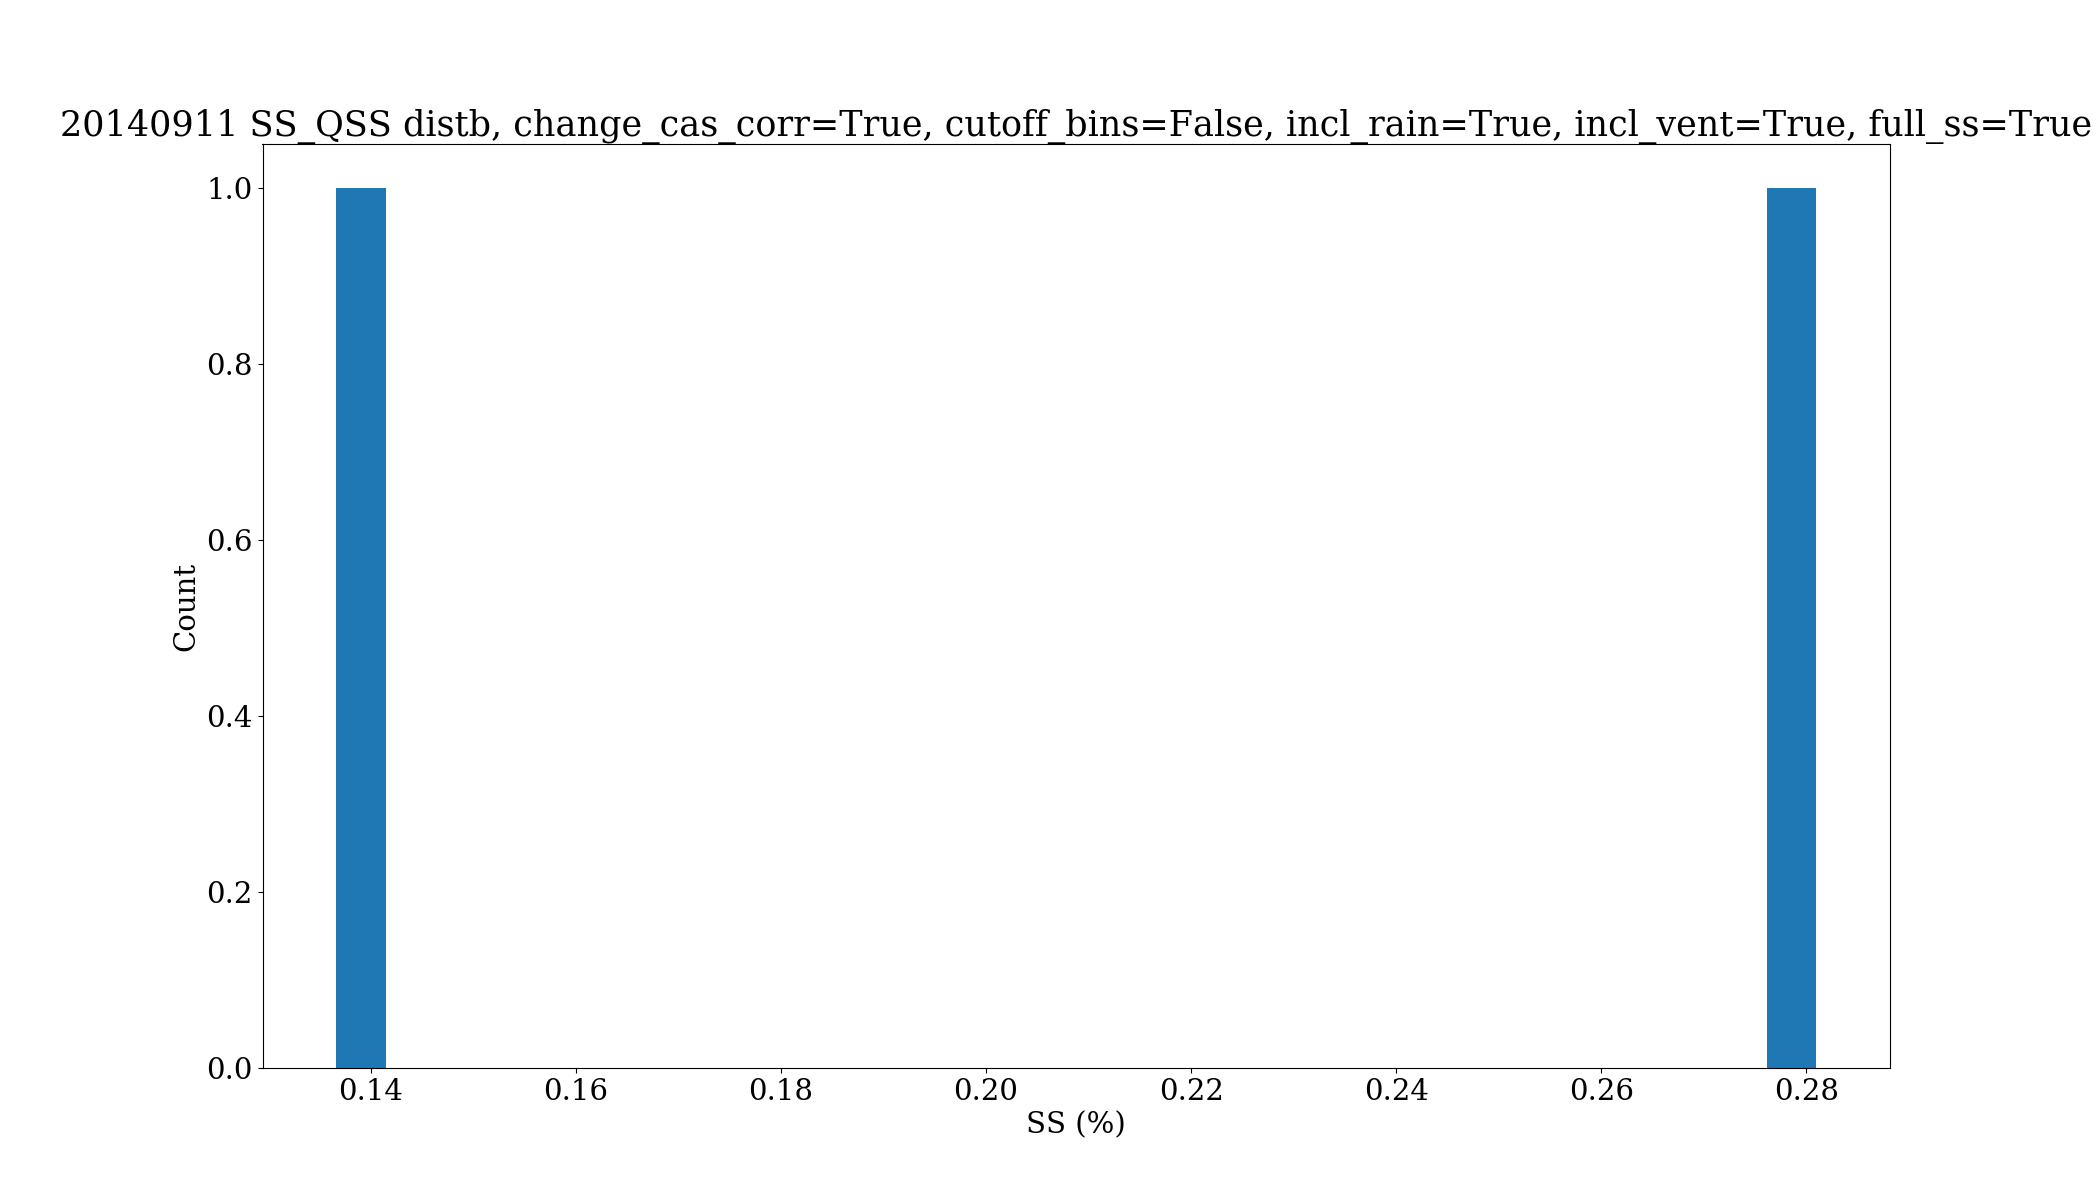 20140911 SS_QSS distb, change_cas_corr=True, cutoff_bins=False, incl_rain=True, incl_vent=True, full_ss=True
1.0
0.8
0.6
0.4
0.2
0.0
Count
0.14 0.16 0.18 0.20 0.22 0.24 0.26 0.28
SS (%)